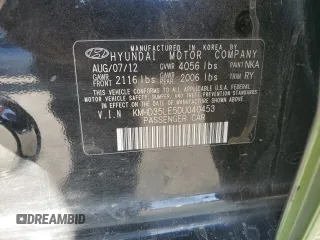 MANUFACTURED IN KOREA, BY
HYUNDAI MOTOR COMPANY
AUG/07/12 GVWR 4056 lbs PAINT NKA
GAWR FRONT 2116 lbs GAWR REAR 2006 lbs TRIM RY
THIS VEHICLE CONFORMS TO ALL APPLICABLE U.S.A. FEDERAL
MOTOR VEHICLE SAFETY, BUMPER, AND THEFT PREVENTION
STANDARDS IN EFFECT ON THE DATE OF MANUFACTURE SHOWN ABOVE.
V.I.N KMHD35LE5DU040453
PASSENGER CAR
DREAMBID